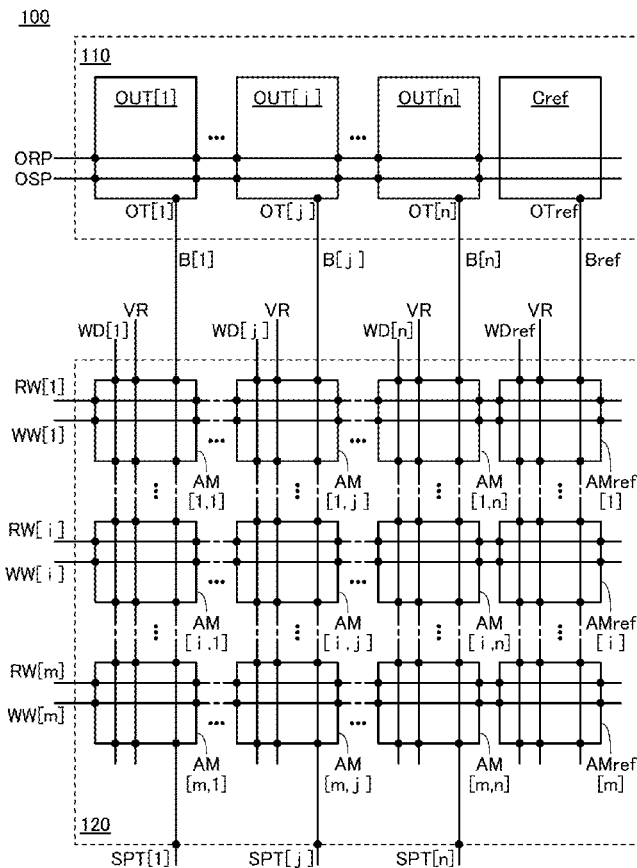 100
110
OUT[1] OUT[j] OUT[n] Cref
... ...
ORP
OSP
OT[1] OT[j] OT[n] OTref
B[1] B[j] B[n] Bref
VR VR VR VR
WD[1] WD[j] WD[n] WDref
RW[1]
WW[1]
... ...
AM [1,1] AM [1,j] AM [1,n] AMref [1]
RW[i]
WW[i]
... ...
AM [i,1] AM [i,j] AM [i,n] AMref [i]
RW[m]
WW[m]
... ...
AM [m,1] AM [m,j] AM [m,n] AMref [m]
120
SPT[1] SPT[j] SPT[n]